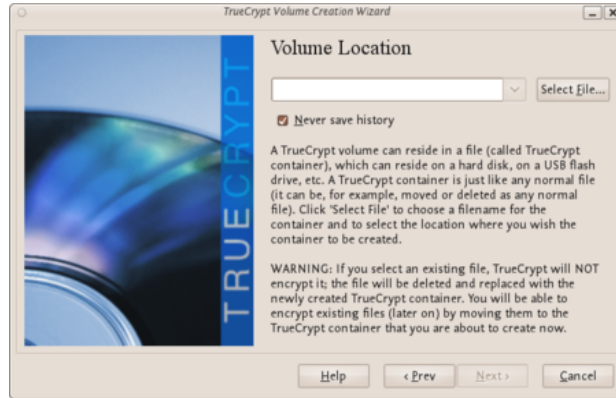 TrueCrypt Volume Creation Wizard
TRUECRYPT
Volume Location
Select File...
Never save history
A TrueCrypt volume can reside in a file (called TrueCrypt
container), which can reside on a hard disk, on a USB flash
drive, etc. A TrueCrypt container is just like any normal file
(it can be, for example, moved or deleted as any normal
file). Click 'Select File' to choose a filename for the
container and to select the location where you wish the
container to be created.
WARNING: If you select an existing file, TrueCrypt will NOT
encrypt it; the file will be deleted and replaced with the
newly created TrueCrypt container. You will be able to
encrypt existing files (later on) by moving them to the
TrueCrypt container that you are about to create now.
Help
< Prev
Next >
Cancel